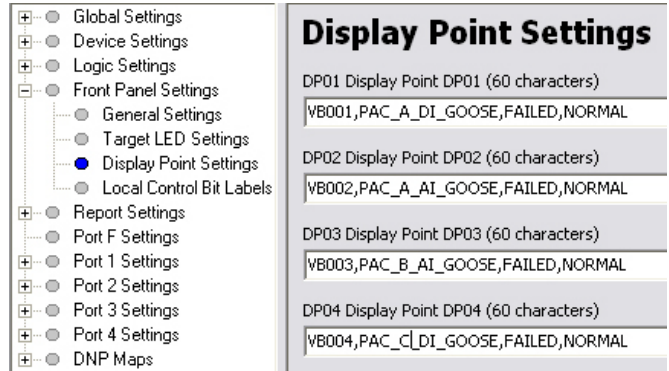 Global Settings
Device Settings
Logic Settings
Front Panel Settings
General Settings
Target LED Settings
Display Point Settings
Local Control Bit Labels
Report Settings
Port F Settings
Port 1 Settings
Port 2 Settings
Port 3 Settings
Port 4 Settings
DNP Maps
Display Point Settings
DP01 Display Point DP01 (60 characters)
VB001,PAC_A_DI_GOOSE,FAILED,NORMAL
DP02 Display Point DP02 (60 characters)
VB002,PAC_A_AI_GOOSE,FAILED,NORMAL
DP03 Display Point DP03 (60 characters)
VB003,PAC_B_AI_GOOSE,FAILED,NORMAL
DP04 Display Point DP04 (60 characters)
VB004,PAC_C_DI_GOOSE,FAILED,NORMAL